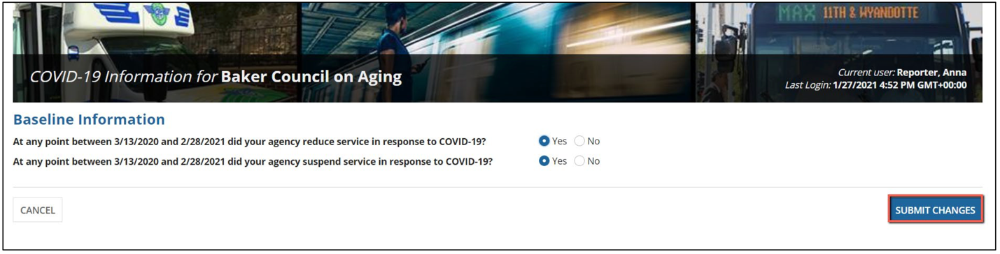 MAX 11TH & WYANDOTTE
COVID-19 Information for Baker Council on Aging
Current user: Reporter, Anna
Last Login: 1/27/2021 4:52 PM GMT+00:00
Baseline Information
At any point between 3/13/2020 and 2/28/2021 did your agency reduce service in response to COVID-19? Yes No
At any point between 3/13/2020 and 2/28/2021 did your agency suspend service in response to COVID-19? Yes No
CANCEL SUBMIT CHANGES